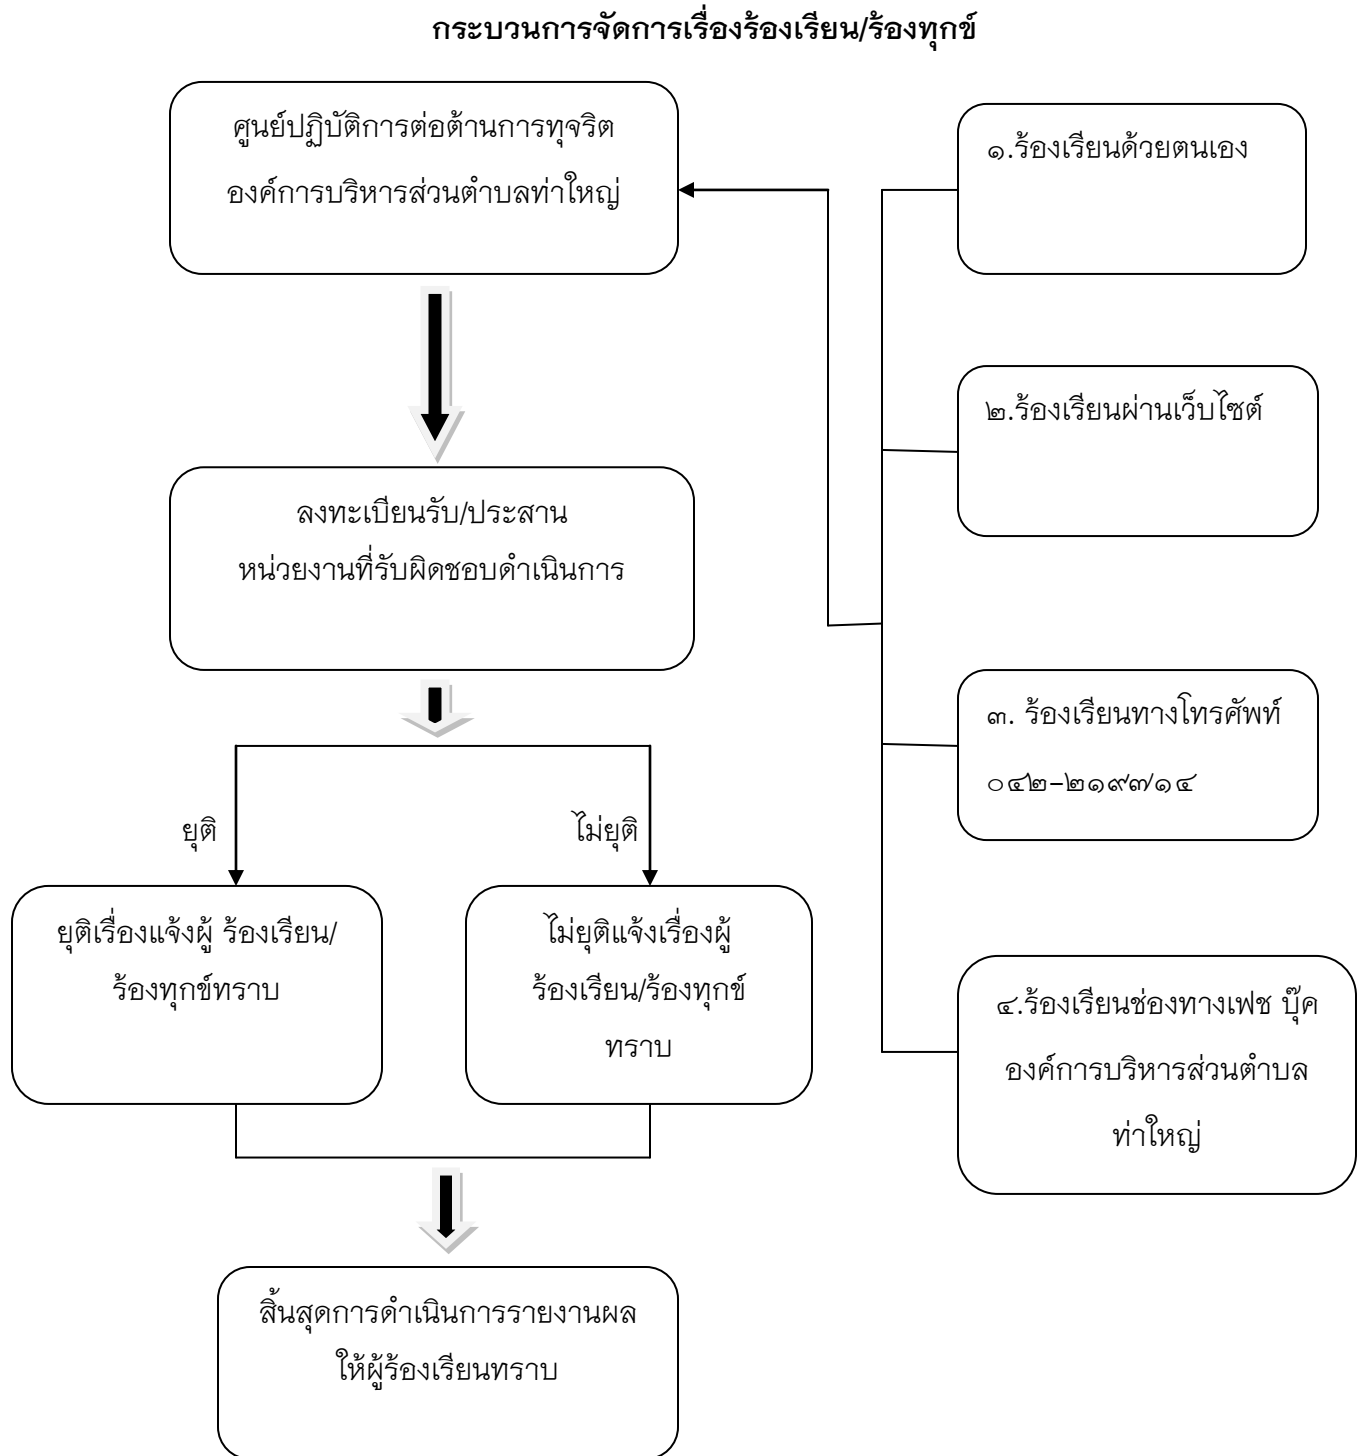 กระบวนการจัดการเรื่องร้องเรียน/ร้องทุกข์
ศูนย์ปฏิบัติการต่อต้านการทุจริต
องค์การบริหารส่วนตำบลท่าใหญ่
๑.ร้องเรียนด้วยตนเอง
๒.ร้องเรียนผ่านเว็บไซต์
ลงทะเบียนรับ/ประสาน
หน่วยงานที่รับผิดชอบดำเนินการ
๓. ร้องเรียนทางโทรศัพท์
๐๔๒-๒๑๙๗๑๔
ยุติ
ไม่ยุติ
ยุติเรื่องแจ้งผู้ ร้องเรียน/
ร้องทุกข์ทราบ
ไม่ยุติแจ้งเรื่องผู้
ร้องเรียน/ร้องทุกข์
ทราบ
๔.ร้องเรียนช่องทางเฟช บุ๊ค
องค์การบริหารส่วนตำบล
ท่าใหญ่
สิ้นสุดการดำเนินการรายงานผล
ให้ผู้ร้องเรียนทราบ